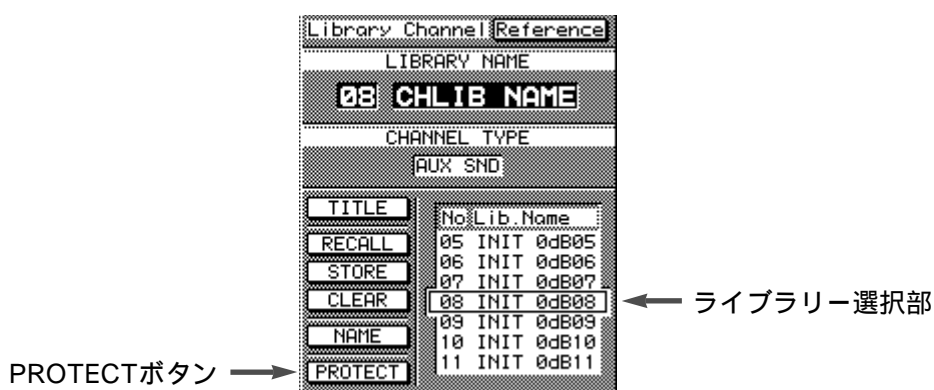 Library Channel Reference
LIBRARY NAME
08 CHLIB NAME
CHANNEL TYPE
AUX SND
TITLE
RECALL
STORE
CLEAR
NAME
PROTECT
No Lib.Name
05 INIT 0dB05
06 INIT 0dB06
07 INIT 0dB07
08 INIT 0dB08
09 INIT 0dB09
10 INIT 0dB10
11 INIT 0dB11
ライブラリー選択部
PROTECTボタン